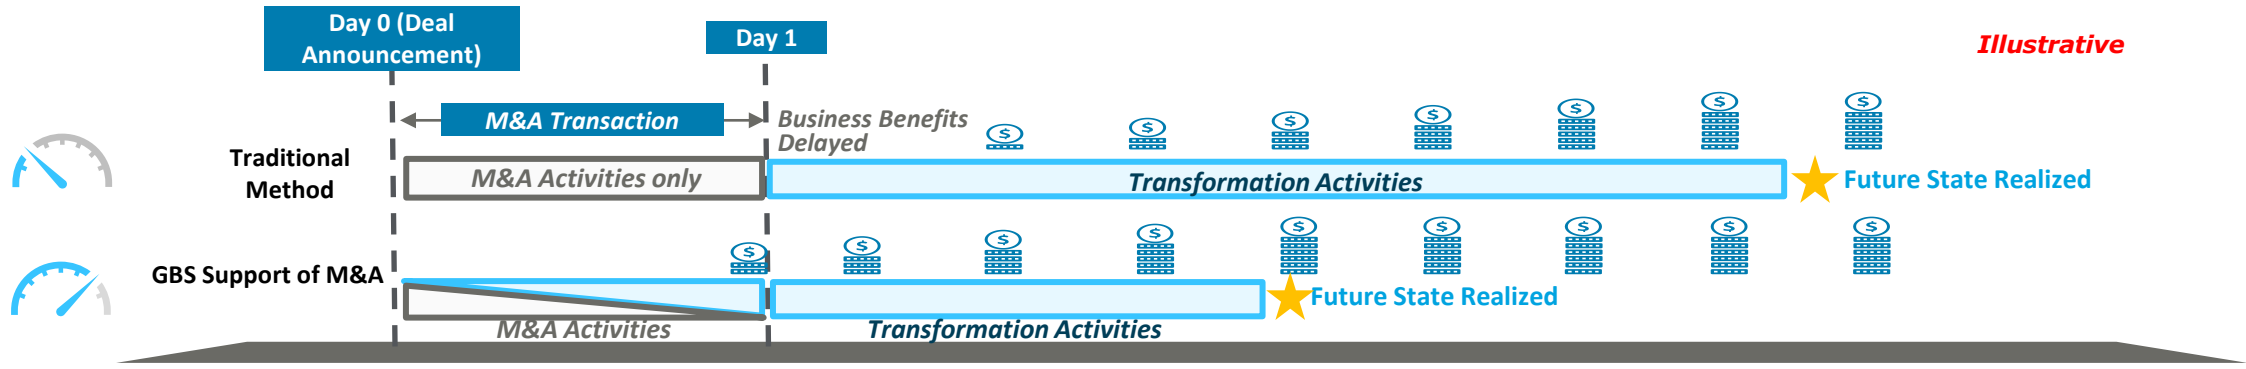 Day 0 (Deal
Announcement)
Day 1
Illustrative
M&A Transaction
Business Benefits
Delayed
$ $ $ $ $ $ $
Traditional
Method
M&A Activities only
Transformation Activities
Future State Realized
$ $ $ $ $ $ $ $ $
GBS Support of M&A
Future State Realized
M&A Activities
Transformation Activities